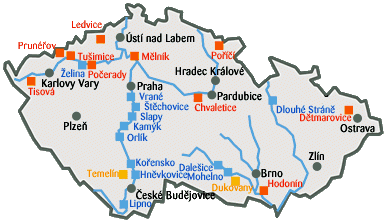 Ledvice
Prunéřov
Ústí nad Labem
Tušimice
Mělník
Poříčí
Želina
Počerady
Hradec Králové
Karlovy Vary
Tisová
Praha
Pardubice
Vrané
Chvaletice
Dlouhé Stráně
Štěchovice
Dětmarovice
Slapy
Plzeň
Kamýk
Ostrava
Orlík
Zlín
Kořensko
Dalešice
Temelín
Hněvkovice
Mohelno
Brno
Dukovany
Hodonín
České Budějovice
Lipno